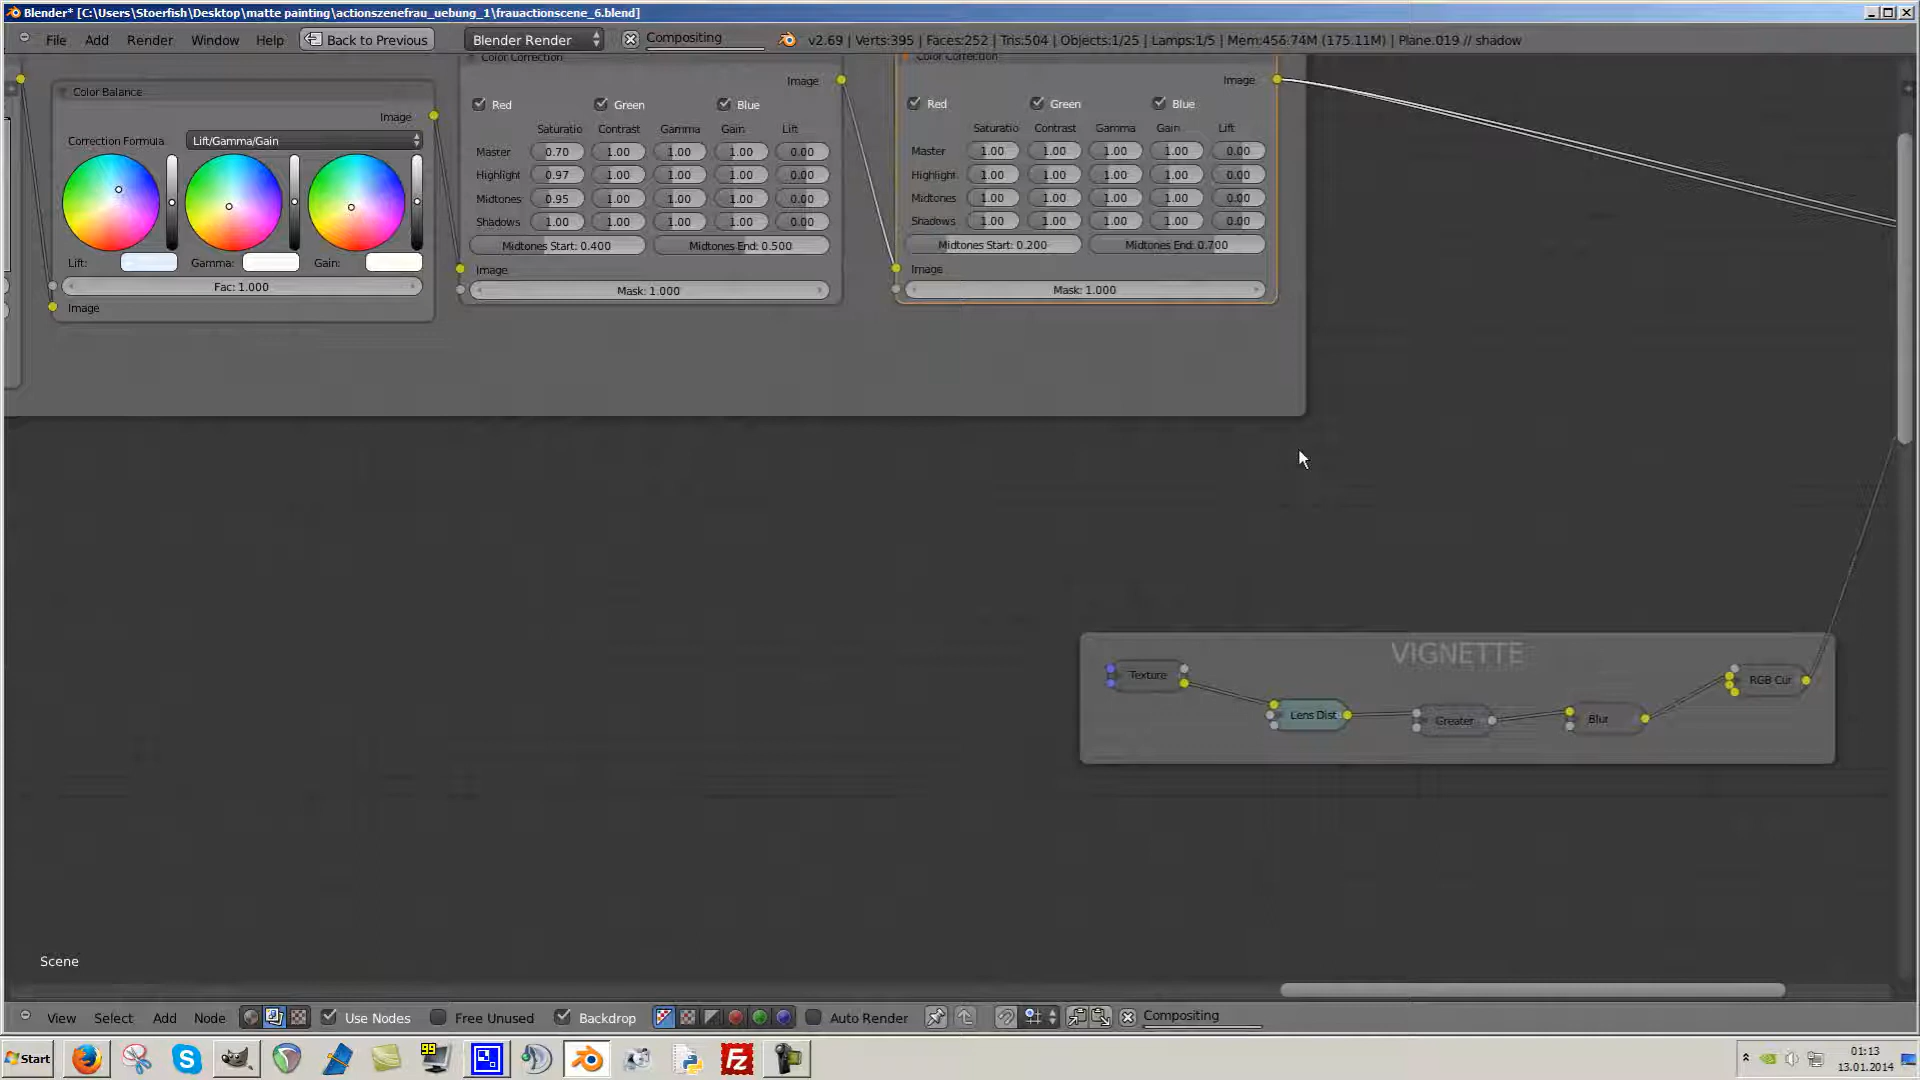 Blender* [C:\Users\Stoerfish\Desktop\matte painting\actionszenefrau_uebung_1\frauactionscene_6.blend]
File Add Render Window Help Back to Previous Blender Render Compositing v2.69 | Verts:395 | Faces:252 | Tris:504 | Objects:1/25 | Lamps:1/5 | Mem:456.74M (175.11M) | Plane.019 // shadow
Color Balance
Image
Correction Formula Lift/Gamma/Gain
Lift: Gamma: Gain:
Fac: 1.000
Image
Color Correction
Image
Red Green Blue
Saturatio Contrast Gamma Gain Lift
Master 0.70 1.00 1.00 1.00 0.00
Highlight 0.97 1.00 1.00 1.00 0.00
Midtones 0.95 1.00 1.00 1.00 0.00
Shadows 1.00 1.00 1.00 1.00 0.00
Midtones Start: 0.400 Midtones End: 0.500
Image
Mask: 1.000
Color Correction
Image
Red Green Blue
Saturatio Contrast Gamma Gain Lift
Master 1.00 1.00 1.00 1.00 0.00
Highlight 1.00 1.00 1.00 1.00 0.00
Midtones 1.00 1.00 1.00 1.00 0.00
Shadows 1.00 1.00 1.00 1.00 0.00
Midtones Start: 0.200 Midtones End: 0.700
Image
Mask: 1.000
VIGNETTE
Texture
Lens Dist
Greater
Blur
RGB Cur
Scene
View Select Add Node Use Nodes Free Unused Backdrop Auto Render Compositing
Start
99
01:13
13.01.2014